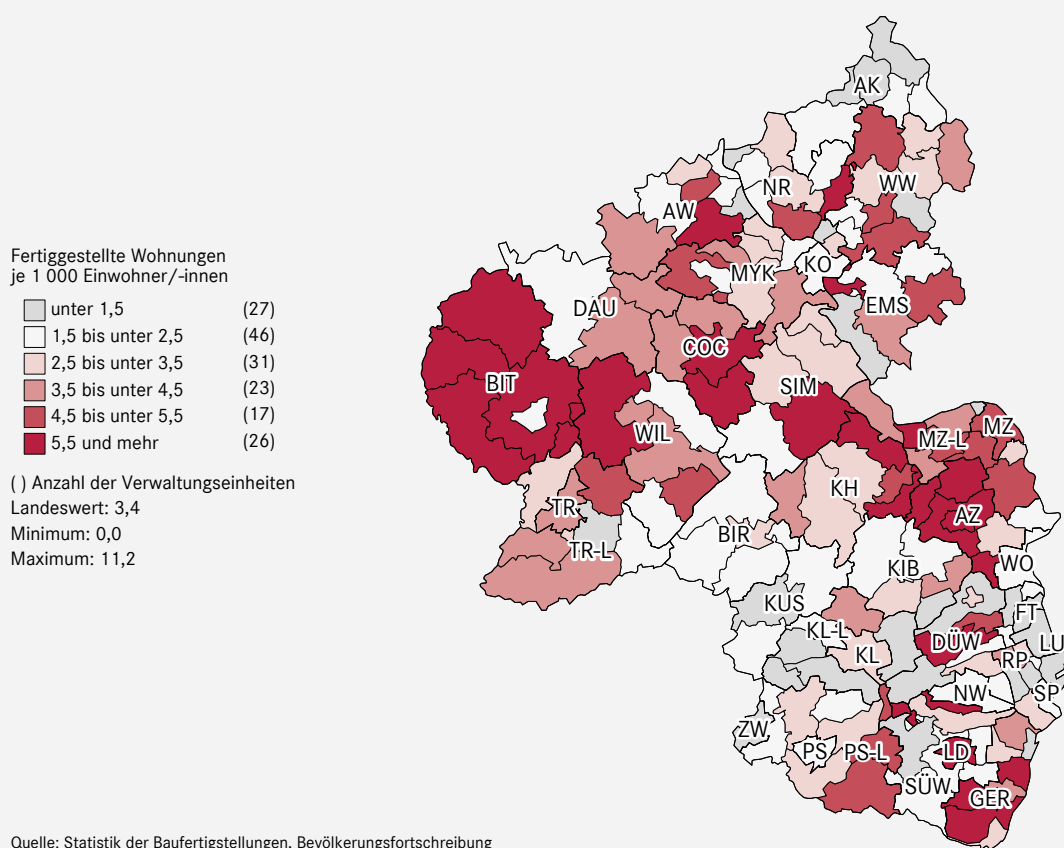 Fertiggestellte Wohnungen
je 1 000 Einwohner/-innen
unter 1,5 (27)
1,5 bis unter 2,5 (46)
2,5 bis unter 3,5 (31)
3,5 bis unter 4,5 (23)
4,5 bis unter 5,5 (17)
5,5 und mehr (26)
( ) Anzahl der Verwaltungseinheiten
Landeswert: 3,4
Minimum: 0,0
Maximum: 11,2
AK
NR
WW
AW
MYK
KO
DAU
EMS
COC
BIT
SIM
WIL
MZ-L
MZ
KH
TR
AZ
BIR
TR-L
KIB
WO
KUS
FT
KL-L
DÜW
LU
KL
RP
NW
SP
ZW
PS
PS-L
LD
SÜW
GER
Quelle: Statistik der Baufertigstellungen, Bevölkerungsfortschreibung